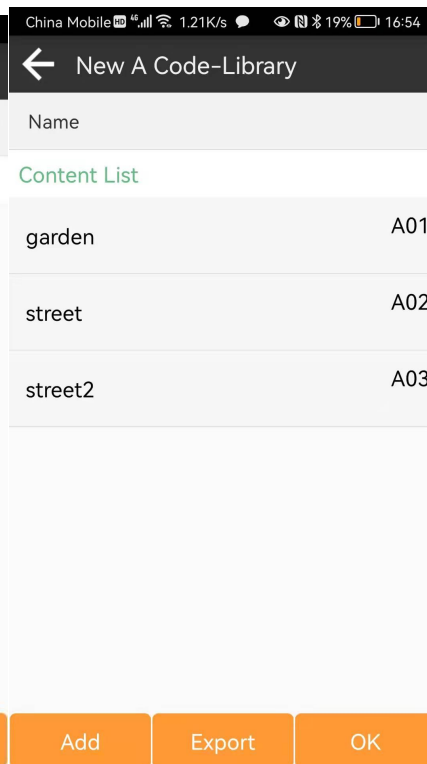 China Mobile HD 46 1.21K/s 19% 16:54
New A Code-Library
Name
Content List
garden A01
street A02
street2 A03
Add Export OK